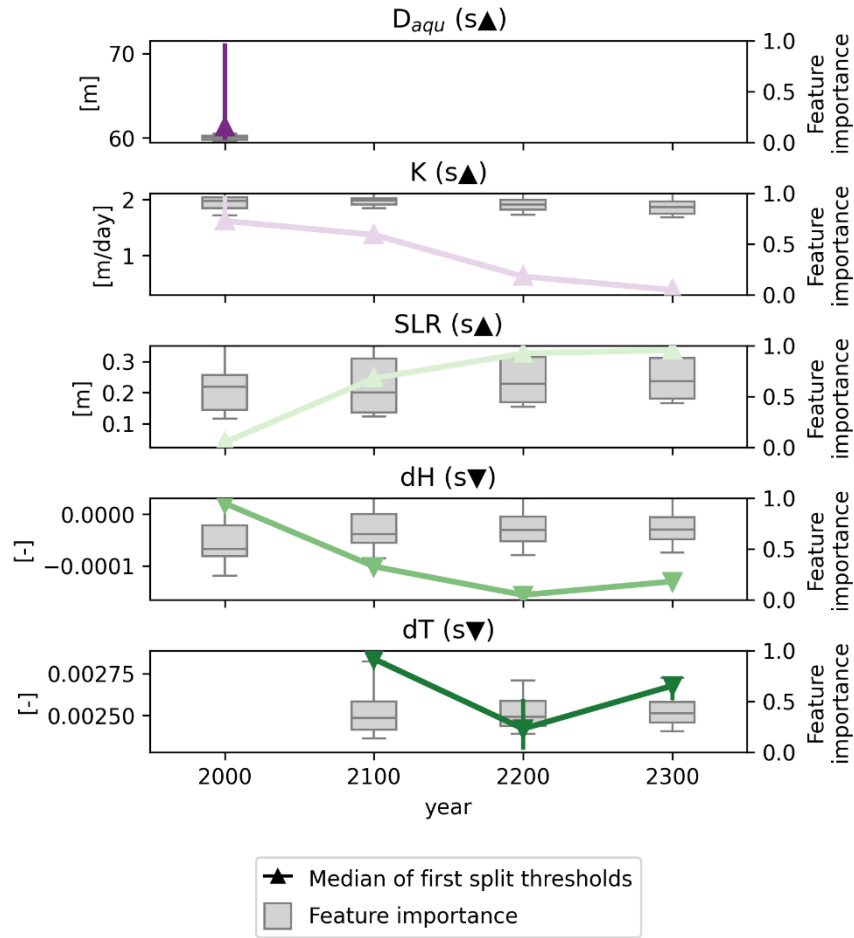 D_aqu (s▲)
70
60
[m]
1.0
0.5
0.0
Feature
importance
K (s▲)
2
1
[m/day]
1.0
0.5
0.0
Feature
importance
SLR (s▲)
0.3
0.2
0.1
[m]
1.0
0.5
0.0
Feature
importance
dH (s▼)
0.0000
−0.0001
[-]
1.0
0.5
0.0
Feature
importance
dT (s▼)
0.00275
0.00250
[-]
1.0
0.5
0.0
Feature
importance
2000 2100 2200 2300
year
Median of first split thresholds
Feature importance